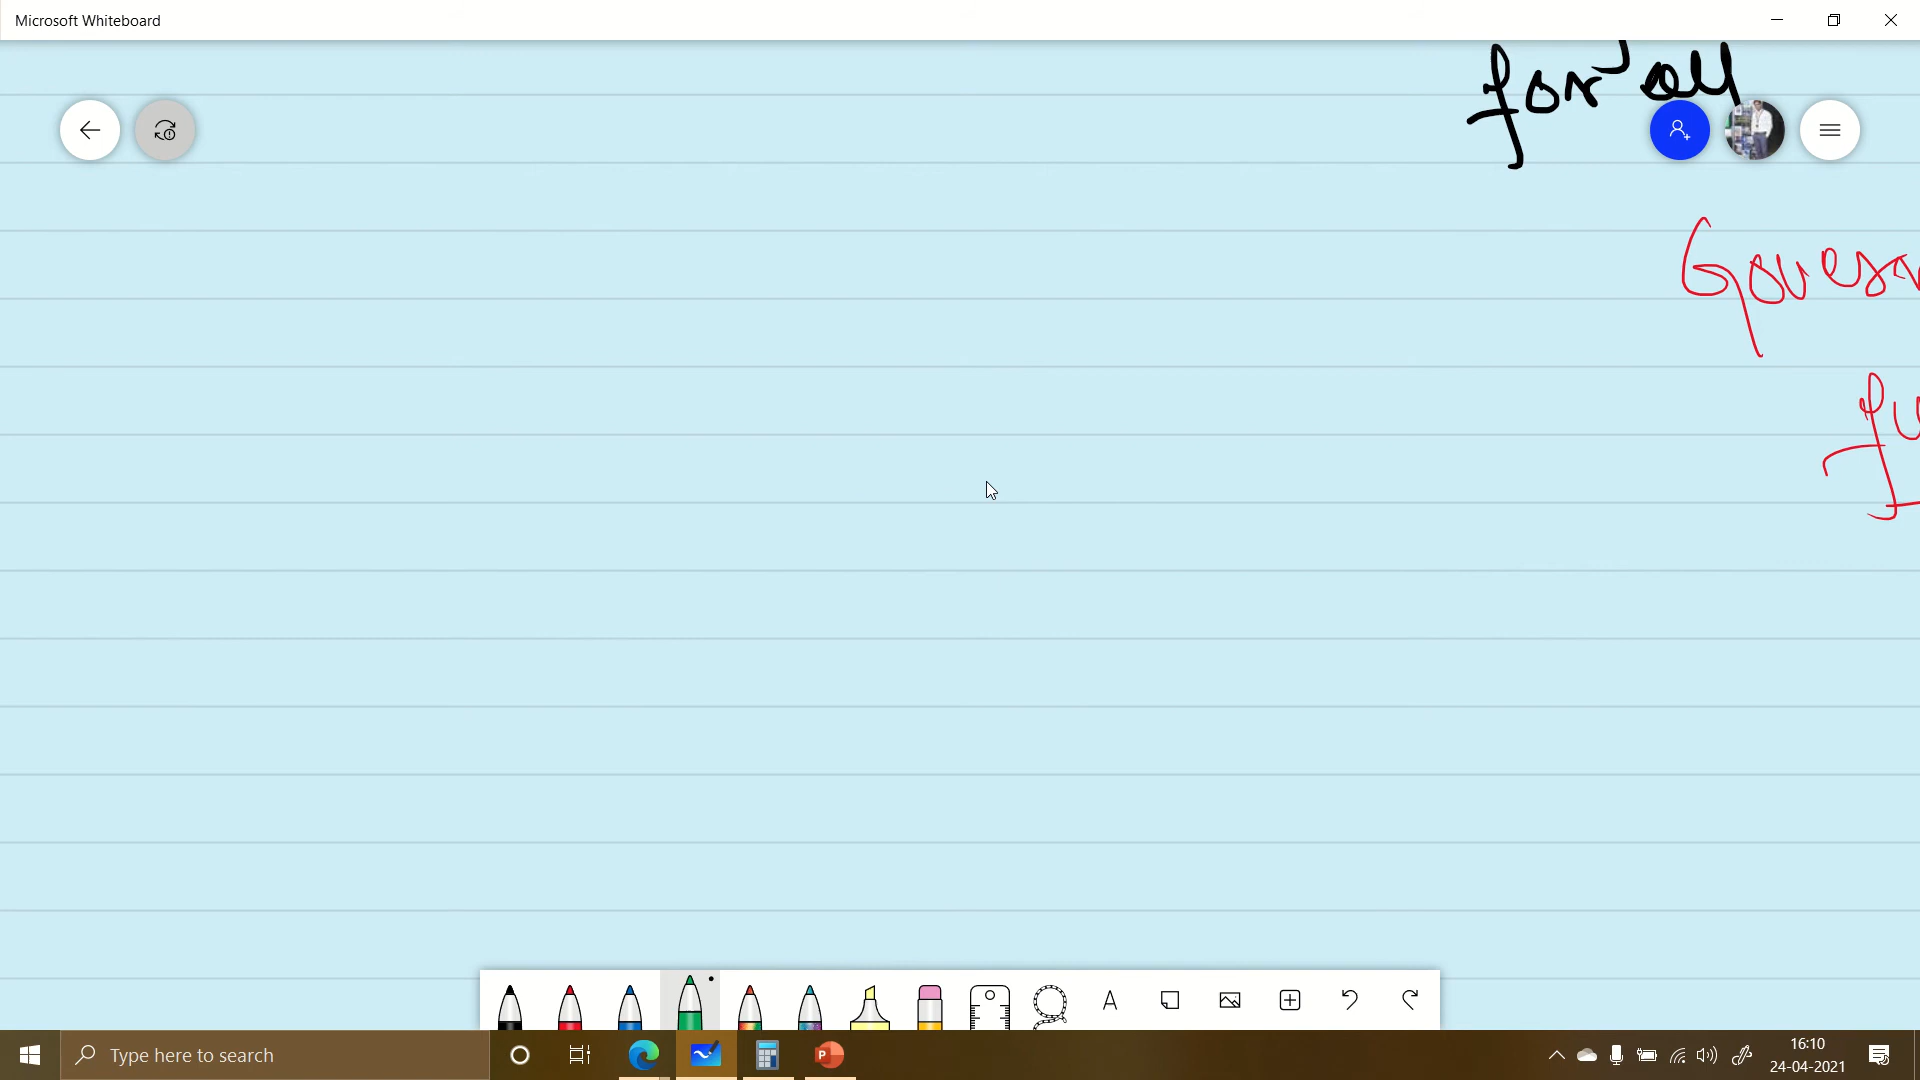 Microsoft Whiteboard
for all
Type here to search
16:10
24-04-2021